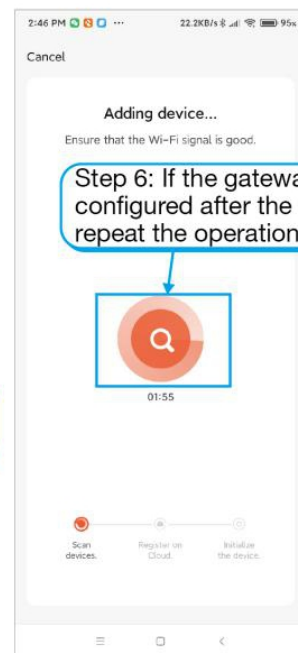 2:46 PM ··· 22.2KB/s 95%
Cancel
Adding device...
Ensure that the Wi-Fi signal is good.
Step 6: If the gatewa
configured after the
repeat the operation
01:55
Scan Register on Initialize
devices. Cloud. the device.